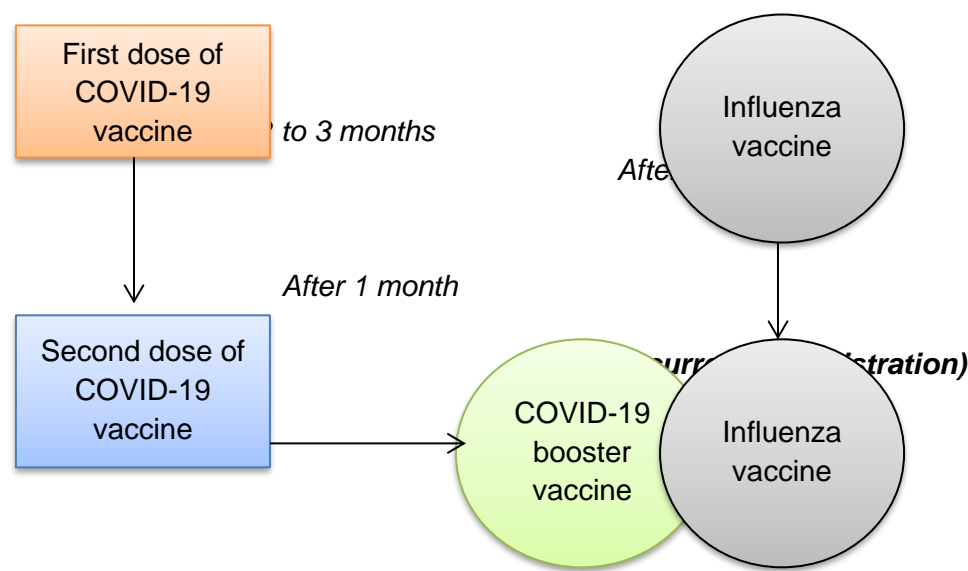 First dose of
COVID-19
vaccine
to 3 months
Influenza
vaccine
After
After 1 month
Second dose of
COVID-19
vaccine
COVID-19
booster
vaccine
Influenza
vaccine